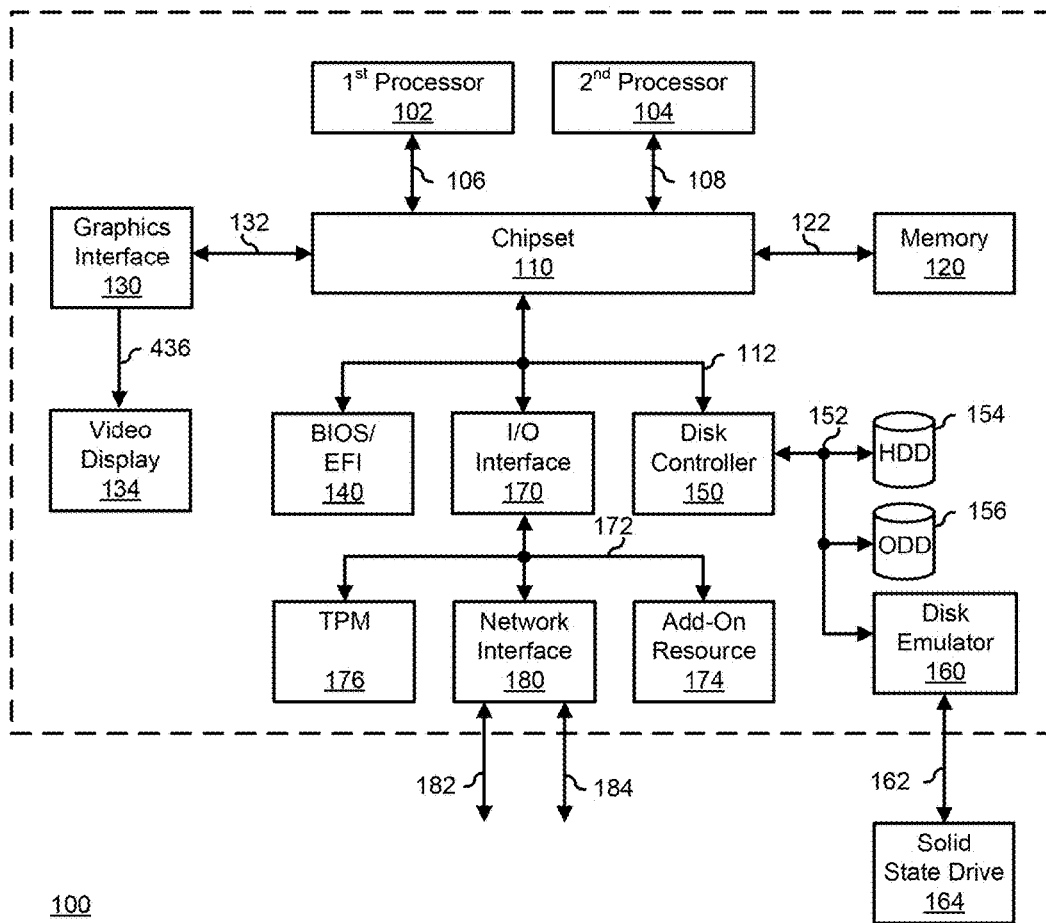 1st Processor
102
2nd Processor
104
106
108
Graphics
Interface
130
132
Chipset
110
122
Memory
120
436
112
Video
Display
134
BIOS/
EFI
140
I/O
Interface
170
Disk
Controller
150
152
HDD
154
ODD
156
172
TPM
176
Network
Interface
180
Add-On
Resource
174
Disk
Emulator
160
182
184
162
Solid
State Drive
164
100